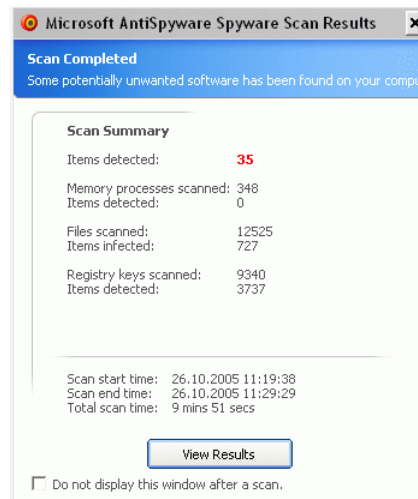 Microsoft AntiSpyware Spyware Scan Results
Scan Completed
Some potentially unwanted software has been found on your
Scan Summary
Items detected: 35
Memory processes scanned: 348
Items detected: 0
Files scanned: 12525
Items infected: 727
Registry keys scanned: 9340
Items detected: 3737
Scan start time: 26.10.2005 11:19:38
Scan end time: 26.10.2005 11:29:29
Total scan time: 9 mins 51 secs
View Results
Do not display this window after a scan.